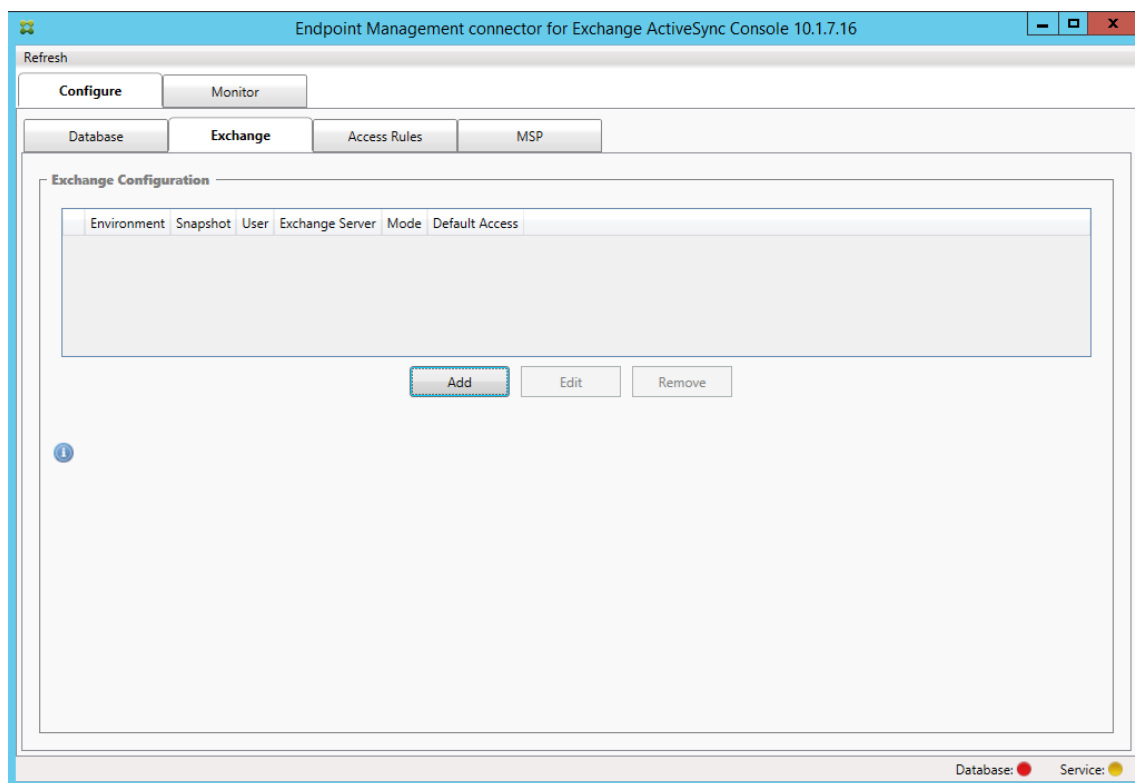 Endpoint Management connector for Exchange ActiveSync Console 10.1.7.16
Refresh
Configure Monitor
Database Exchange Access Rules MSP
Exchange Configuration
Environment Snapshot User Exchange Server Mode Default Access
Add Edit Remove
Database: Service: